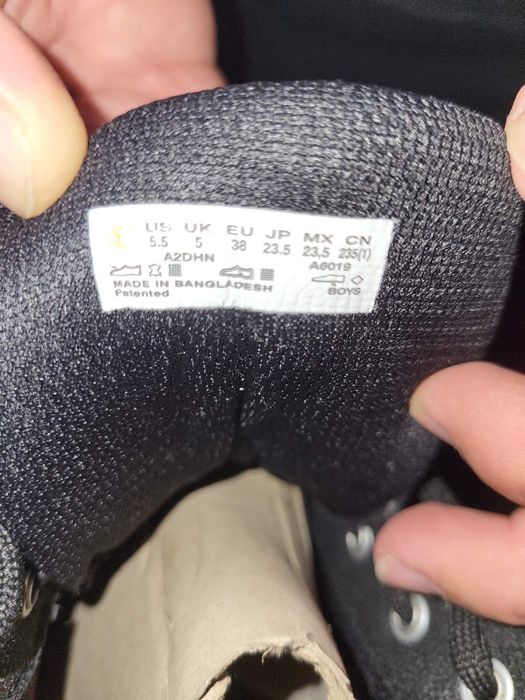 US UK EU JP MX CN
5.5 5 38 23.5 23.5 235(1)
A2DHN A6019
MADE IN BANGLADESH BOYS
Patented